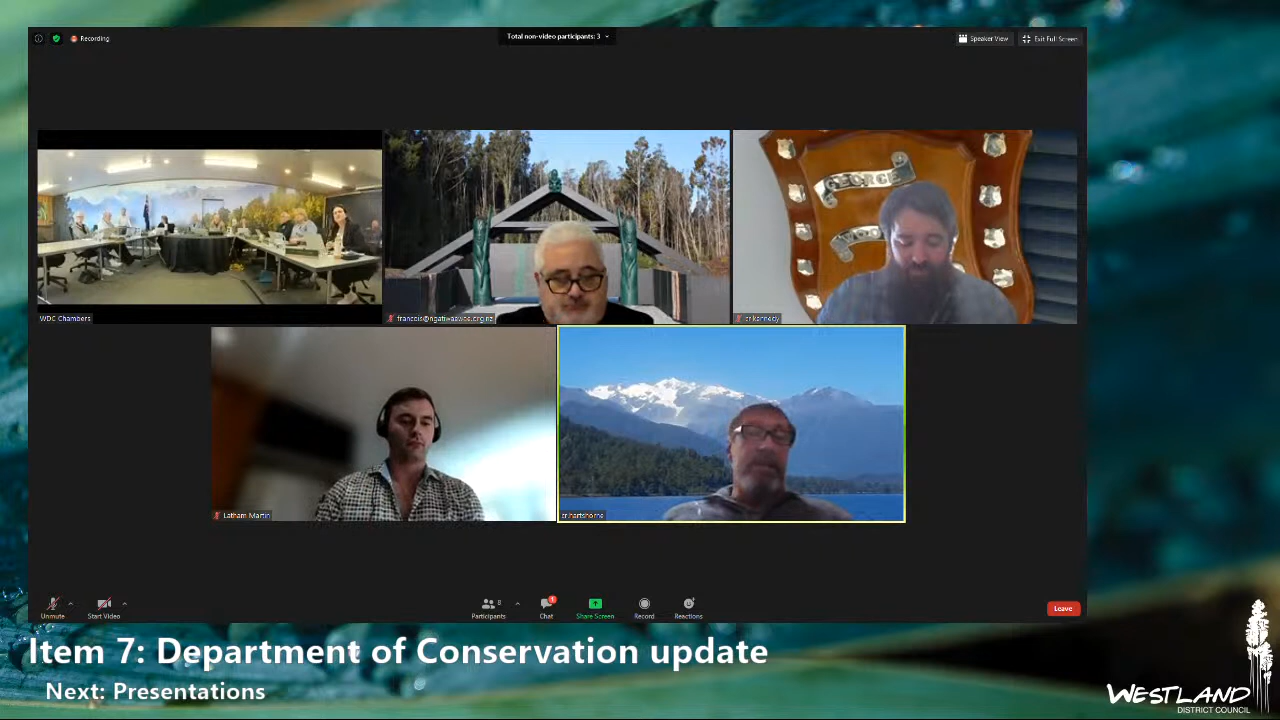 Recording
Total non-video participants: 3
Speaker View
Exit Full Screen
GEORGE
WDC Chambers
francois@ngatiwaewae.org.nz
cr.kennedy
Latham Martin
cr.hartshorne
Unmute
Start Video
Participants
8
Chat
1
Share Screen
Record
Reactions
Leave
Item 7: Department of Conservation update
Next: Presentations
WESTLAND
DISTRICT COUNCIL